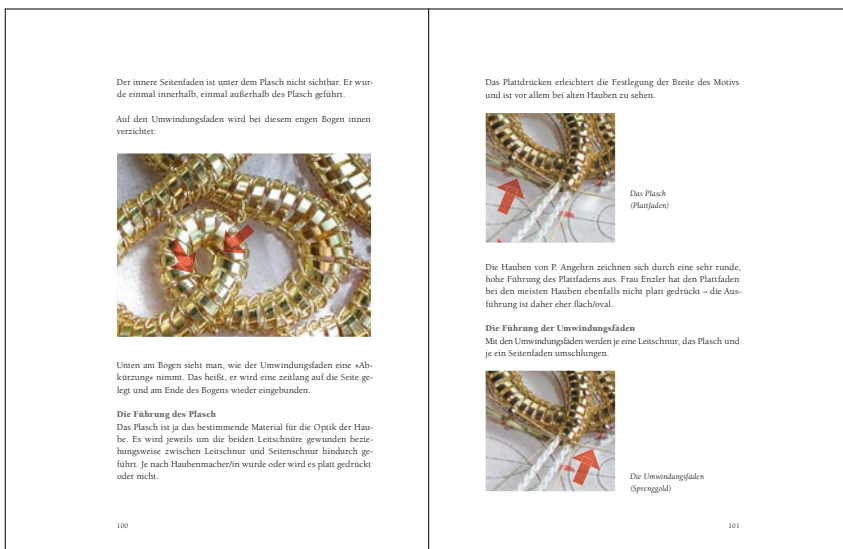 Der innere Seitenfaden ist unter dem Plasch nicht sichtbar. Er wur-
de einmal innerhalb, einmal außerhalb des Plasch geführt.
Auf den Umwindungsfaden wird bei diesem engen Bogen innen
verzichtet:
Unten am Bogen sieht man, wie der Umwindungsfaden eine »Ab-
kürzung« nimmt. Das heißt, er wird eine zeitlang auf die Seite ge-
legt und am Ende des Bogens wieder eingebunden.
Die Führung des Plasch
Das Plasch ist ja das bestimmende Material für die Optik der Hau-
be. Es wird jeweils um die beiden Leitschnüre gewunden bezie-
hungsweise zwischen Leitschnur und Seitenschnur hindurch ge-
führt. Je nach Haubenmacher/in wurde oder wird es platt gedrückt
oder nicht.
100
Das Plattdrücken erleichtert die Festlegung der Breite des Motivs
und ist vor allem bei alten Hauben zu sehen.
Das Plasch
(Plattfaden)
Die Hauben von P. Angehrn zeichnen sich durch eine sehr runde,
hohe Führung des Plattfadens aus. Frau Enzler hat den Plattfaden
bei den meisten Hauben ebenfalls nicht platt gedrückt – die Aus-
führung ist daher eher flach/oval.
Die Führung der Umwindungsfäden
Mit den Umwindungsfäden werden je eine Leitschnur, das Plasch und
je ein Seitenfaden umschlungen.
Die Umwindungsfäden
(Sprenggold)
101